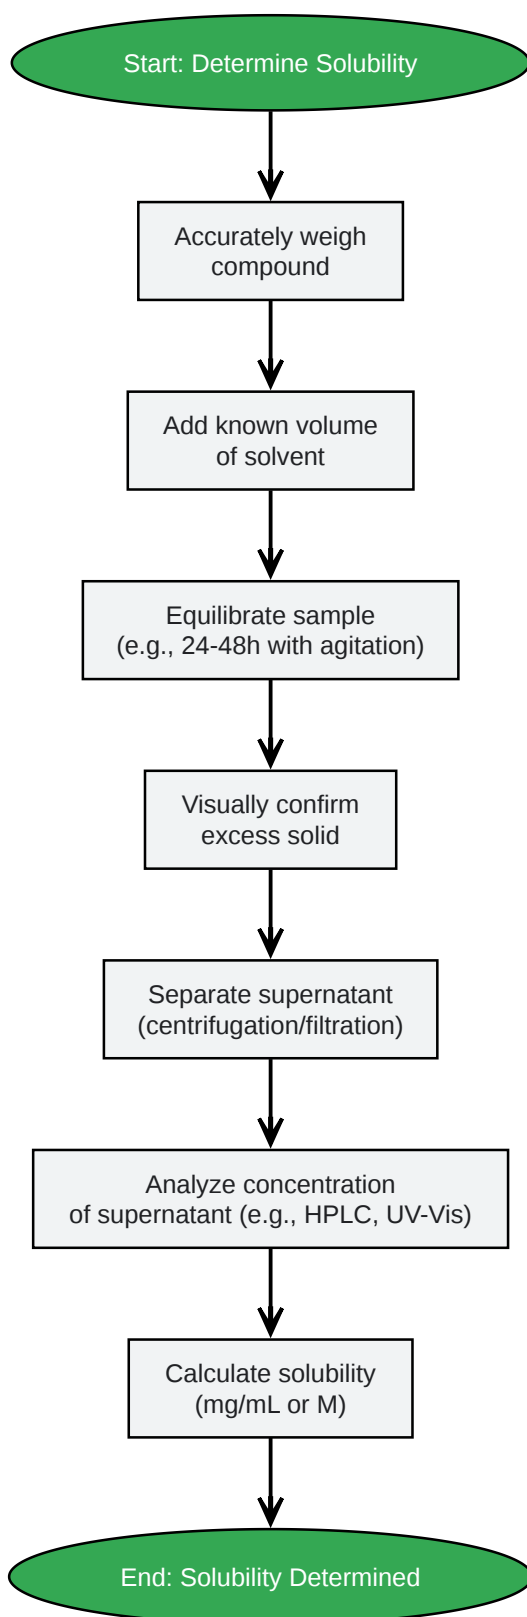 Start: Determine Solubility
Accurately weigh
compound
Add known volume
of solvent
Equilibrate sample
(e.g., 24-48h with agitation)
Visually confirm
excess solid
Separate supernatant
(centrifugation/filtration)
Analyze concentration
of supernatant (e.g., HPLC, UV-Vis)
Calculate solubility
(mg/mL or M)
End: Solubility Determined